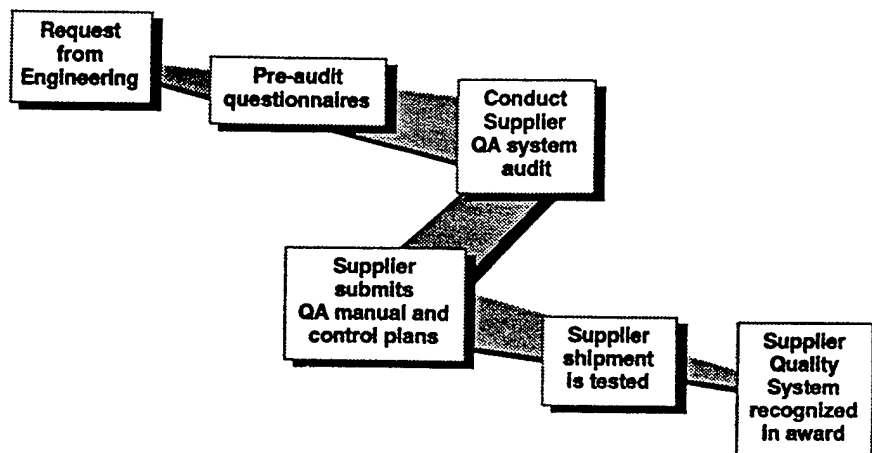 Request
from
Engineering
Pre-audit
questionnaires
Conduct
Supplier
QA system
audit
Supplier
submits
QA manual and
control plans
Supplier
shipment
is tested
Supplier
Quality
System
recognized
in award